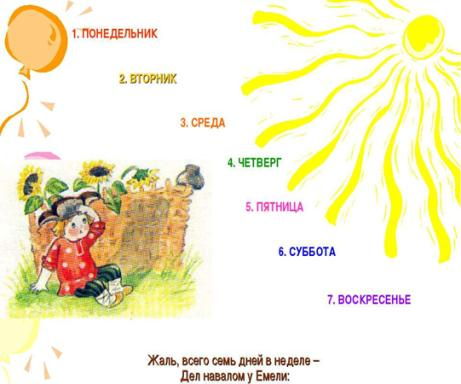 1. ПОНЕДЕЛЬНИК
2. ВТОРНИК
3. СРЕДА
4. ЧЕТВЕРГ
5. ПЯТНИЦА
6. СУББОТА
7. ВОСКРЕСЕНЬЕ
Жаль, всего семь дней в неделе –
Дел навалом у Емели: